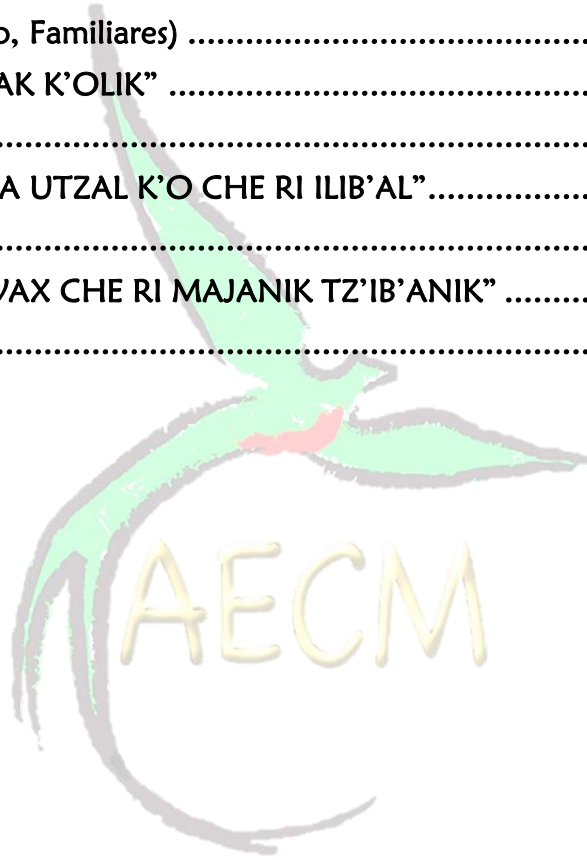 o, Familiares) ........................................
AK K’OLIK” ..........................................
............................................................
A UTZAL K’O CHE RI ILIB’AL”................
............................................................
VAX CHE RI MAJANIK TZ’IB’ANIK” .........
............................................................
AECM